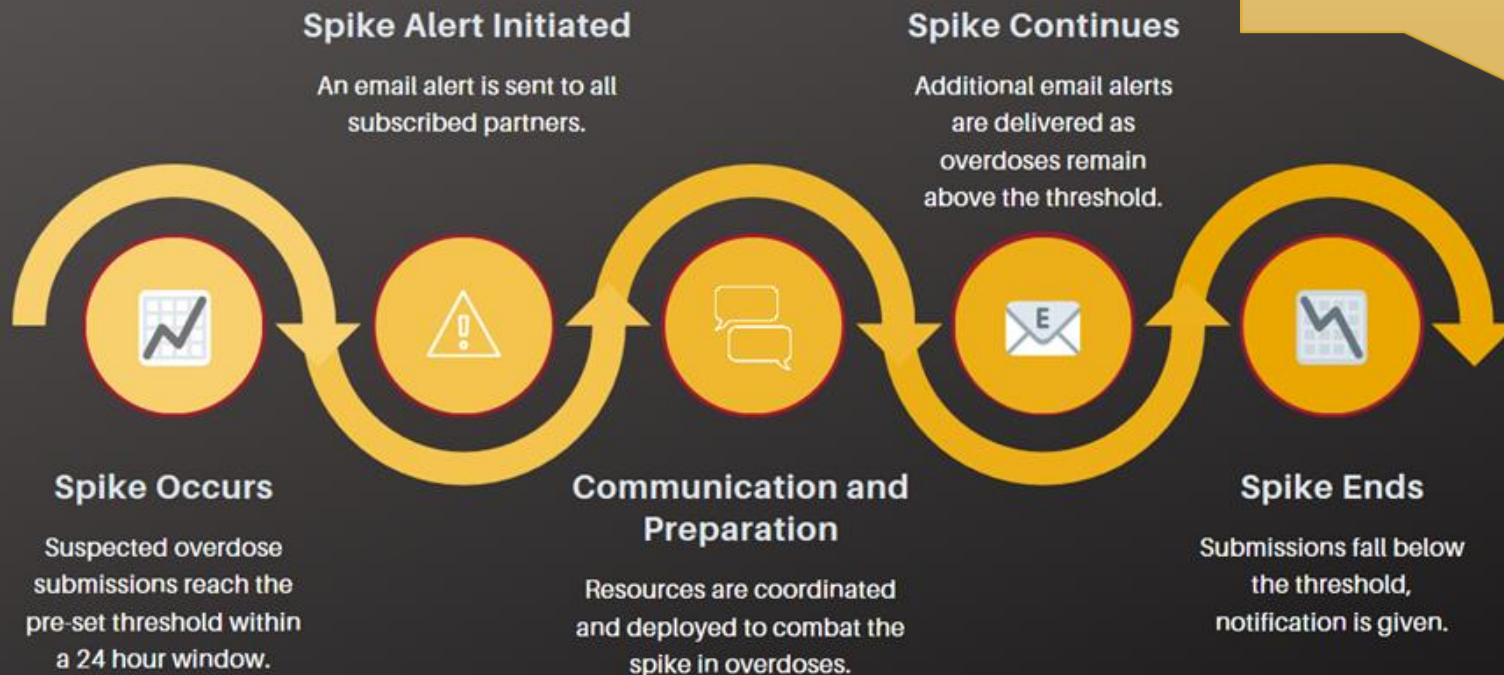 Spike Occurs
Suspected overdose
submissions reach the
pre-set threshold within
a 24 hour window.
Spike Alert Initiated
An email alert is sent to all
subscribed partners.
Communication and
Preparation
Resources are coordinated
and deployed to combat the
spike in overdoses.
Spike Continues
Additional email alerts
are delivered as
overdoses remain
above the threshold.
E
Spike Ends
Submissions fall below
the threshold,
notification is given.